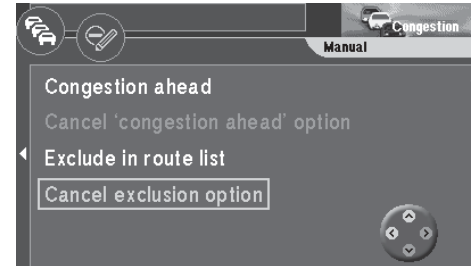 Congestion
Manual
Congestion ahead
Cancel ‘congestion ahead’ option
Exclude in route list
Cancel exclusion option